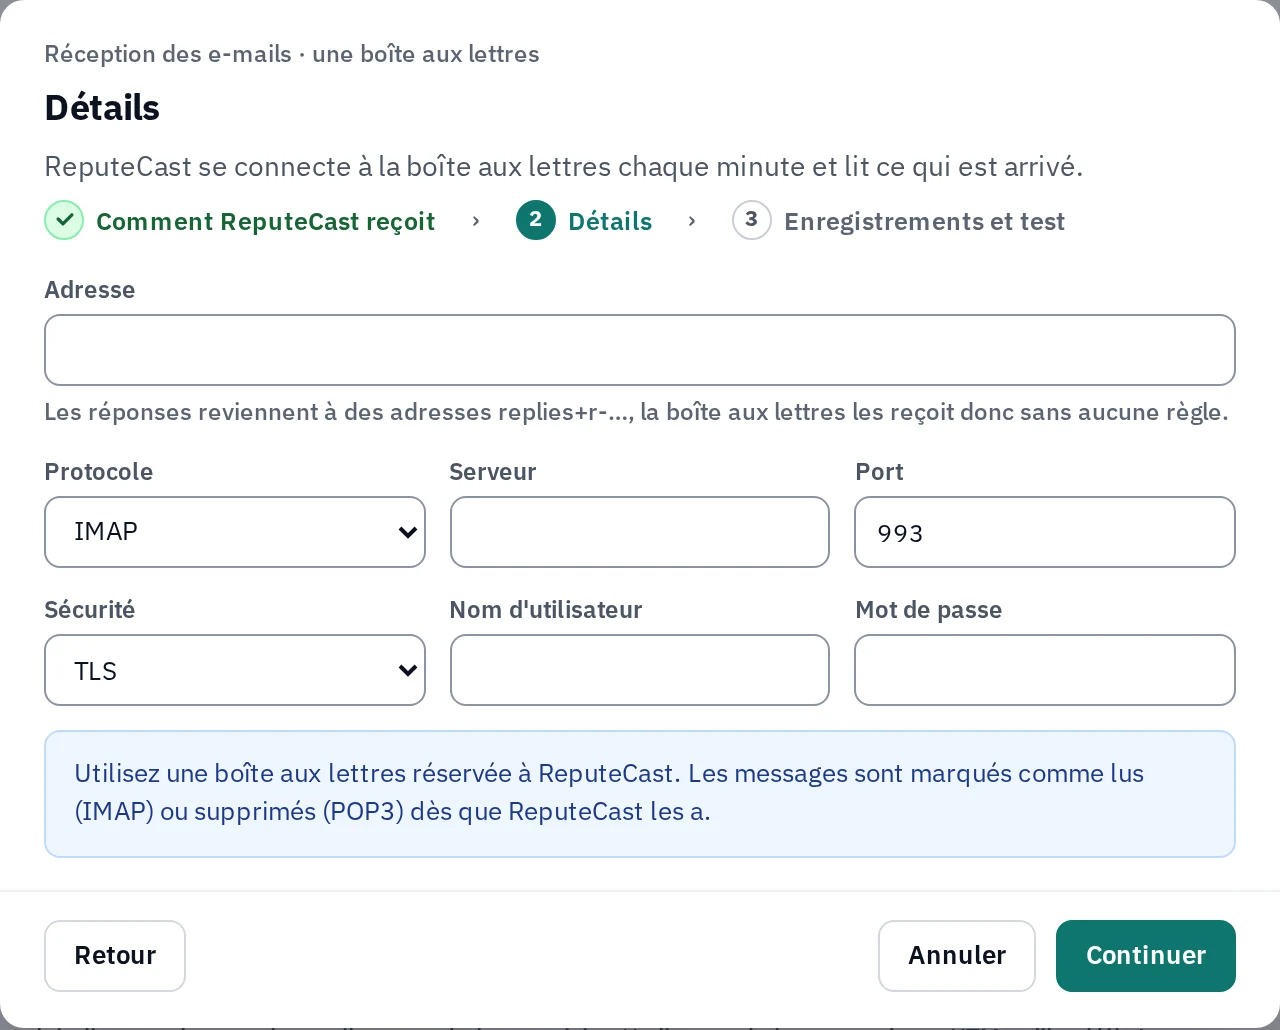 Réception des e-mails · une boîte aux lettres
Détails
ReputeCast se connecte à la boîte aux lettres chaque minute et lit ce qui est arrivé.
Comment ReputeCast reçoit › 2 Détails › 3 Enregistrements et test
Adresse
Les réponses reviennent à des adresses replies+r-…, la boîte aux lettres les reçoit donc sans aucune règle.
Protocole Serveur Port
IMAP 993
Sécurité Nom d'utilisateur Mot de passe
TLS
Utilisez une boîte aux lettres réservée à ReputeCast. Les messages sont marqués comme lus
(IMAP) ou supprimés (POP3) dès que ReputeCast les a.
Retour Annuler Continuer